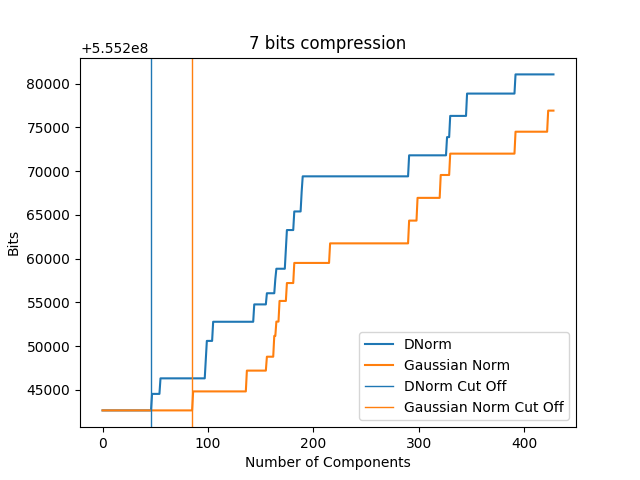 7 bits compression
+5.552e8
80000
75000
70000
65000
60000
55000
50000
45000
Bits
DNorm
Gaussian Norm
DNorm Cut Off
Gaussian Norm Cut Off
0 100 200 300 400
Number of Components